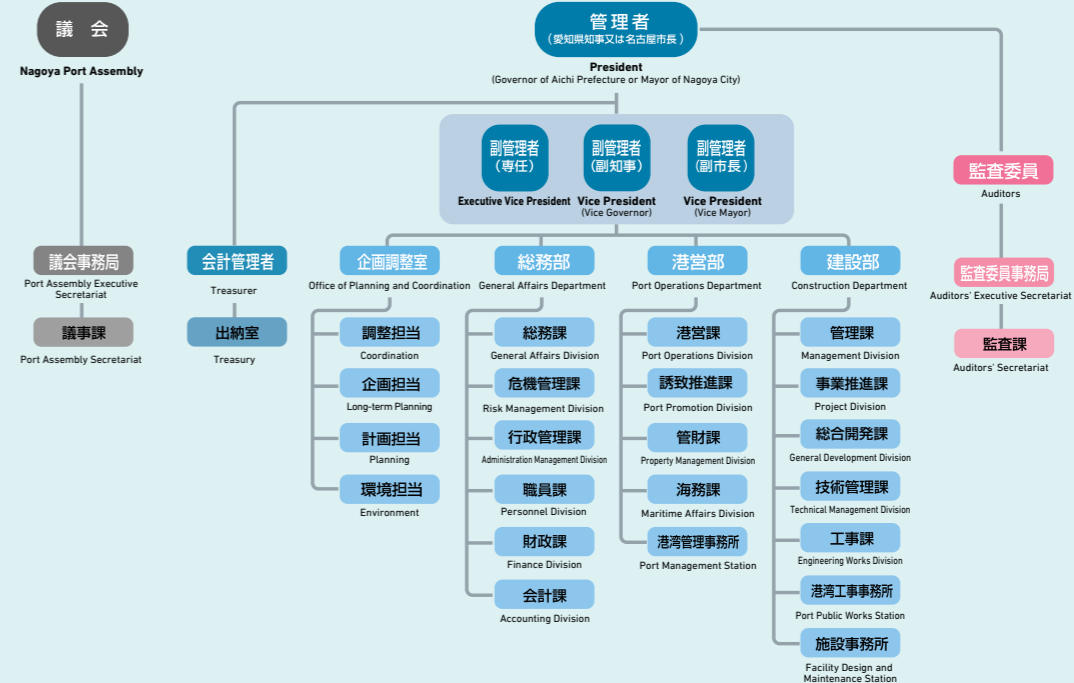 議 会
Nagoya Port Assembly
管理者
(愛知県知事又は名古屋市長)
President
(Governor of Aichi Prefecture or Mayor of Nagoya City)
副管理者
(専任)
Executive Vice President
副管理者
(副知事)
Vice President
(Vice Governor)
副管理者
(副市長)
Vice President
(Vice Mayor)
監査委員
Auditors
議会事務局
Port Assembly Executive
Secretariat
議事課
Port Assembly Secretariat
会計管理者
Treasurer
出納室
Treasury
企画調整室
Office of Planning and Coordination
調整担当
Coordination
企画担当
Long-term Planning
計画担当
Planning
環境担当
Environment
総務部
General Affairs Department
総務課
General Affairs Division
危機管理課
Risk Management Division
行政管理課
Administration Management Division
職員課
Personnel Division
財政課
Finance Division
会計課
Accounting Division
港営部
Port Operations Department
港営課
Port Operations Division
誘致推進課
Port Promotion Division
管財課
Property Management Division
海務課
Maritime Affairs Division
港湾管理事務所
Port Management Station
建設部
Construction Department
管理課
Management Division
事業推進課
Project Division
総合開発課
General Development Division
技術管理課
Technical Management Division
工事課
Engineering Works Division
港湾工事事務所
Port Public Works Station
施設事務所
Facility Design and
Maintenance Station
監査委員事務局
Auditors' Executive Secretariat
監査課
Auditors' Secretariat